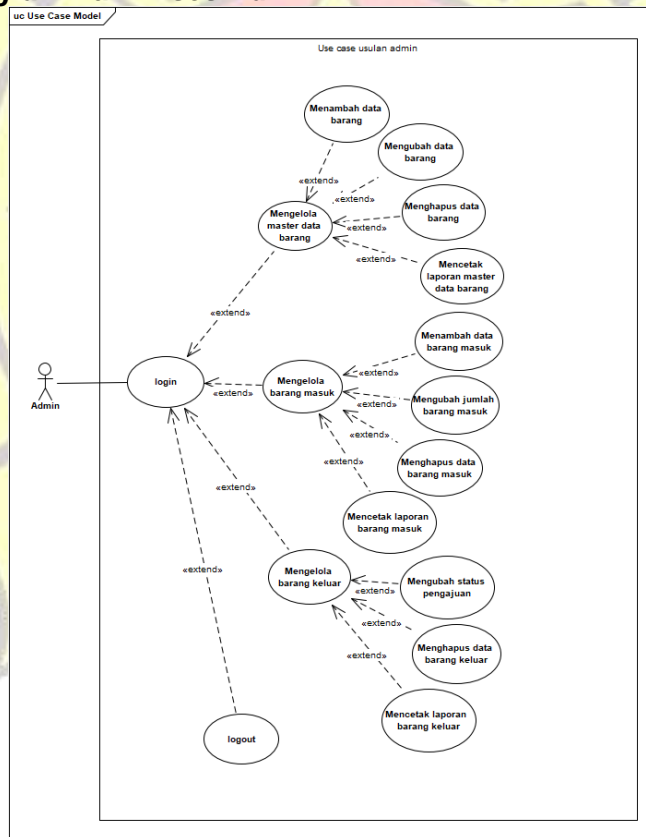 uc Use Case Model
Use case usulan admin
Menambah data
barang
Mengubah data
barang
«extend»
«extend»
Menghapus data
barang
Mengelola
master data
barang
«extend»
«extend»
Mencetak
laporan master
data barang
«extend»
Menambah data
barang masuk
Admin
login
«extend»
Mengelola
barang masuk
«extend»
Mengubah jumlah
barang masuk
«extend»
«extend»
Menghapus data
barang masuk
«extend»
«extend»
Mencetak laporan
barang masuk
«extend»
Mengelola
barang keluar
Mengubah status
pengajuan
«extend»
«extend»
Menghapus data
barang keluar
«extend»
Mencetak laporan
barang keluar
logout